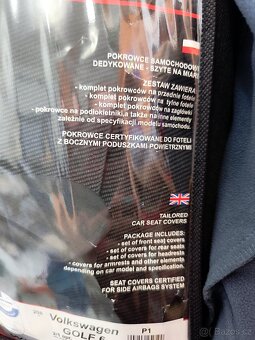 POKROWCE SAMOCHODOWE
DEDYKOWANE - SZYTE NA MIAR
ZESTAW ZAWIERA
- komplet pokrowców na przednie fotele
- komplet pokrowców na tylne fotele
- komplet pokrowców na zagłówki
- pokrowce na podłokietniki, a także na inne elementy
zależnie od specyfikacji modelu samochodu.
POKROWCE CERTYFIKOWANE DO FOTELI
Z BOCZNYMI PODUSZKAMI POWIETRZNYMI
TAILORED
CAR SEAT COVERS
PACKAGE INCLUDES:
- set of front seat covers
- set of rear seat covers
- set of covers for headrests
- covers for armrests and other elements
depending on car model and specification.
SEAT COVERS CERTIFIED
FOR SIDE AIRBAGS SYSTEM
Volkswagen
P1
GOLF 6